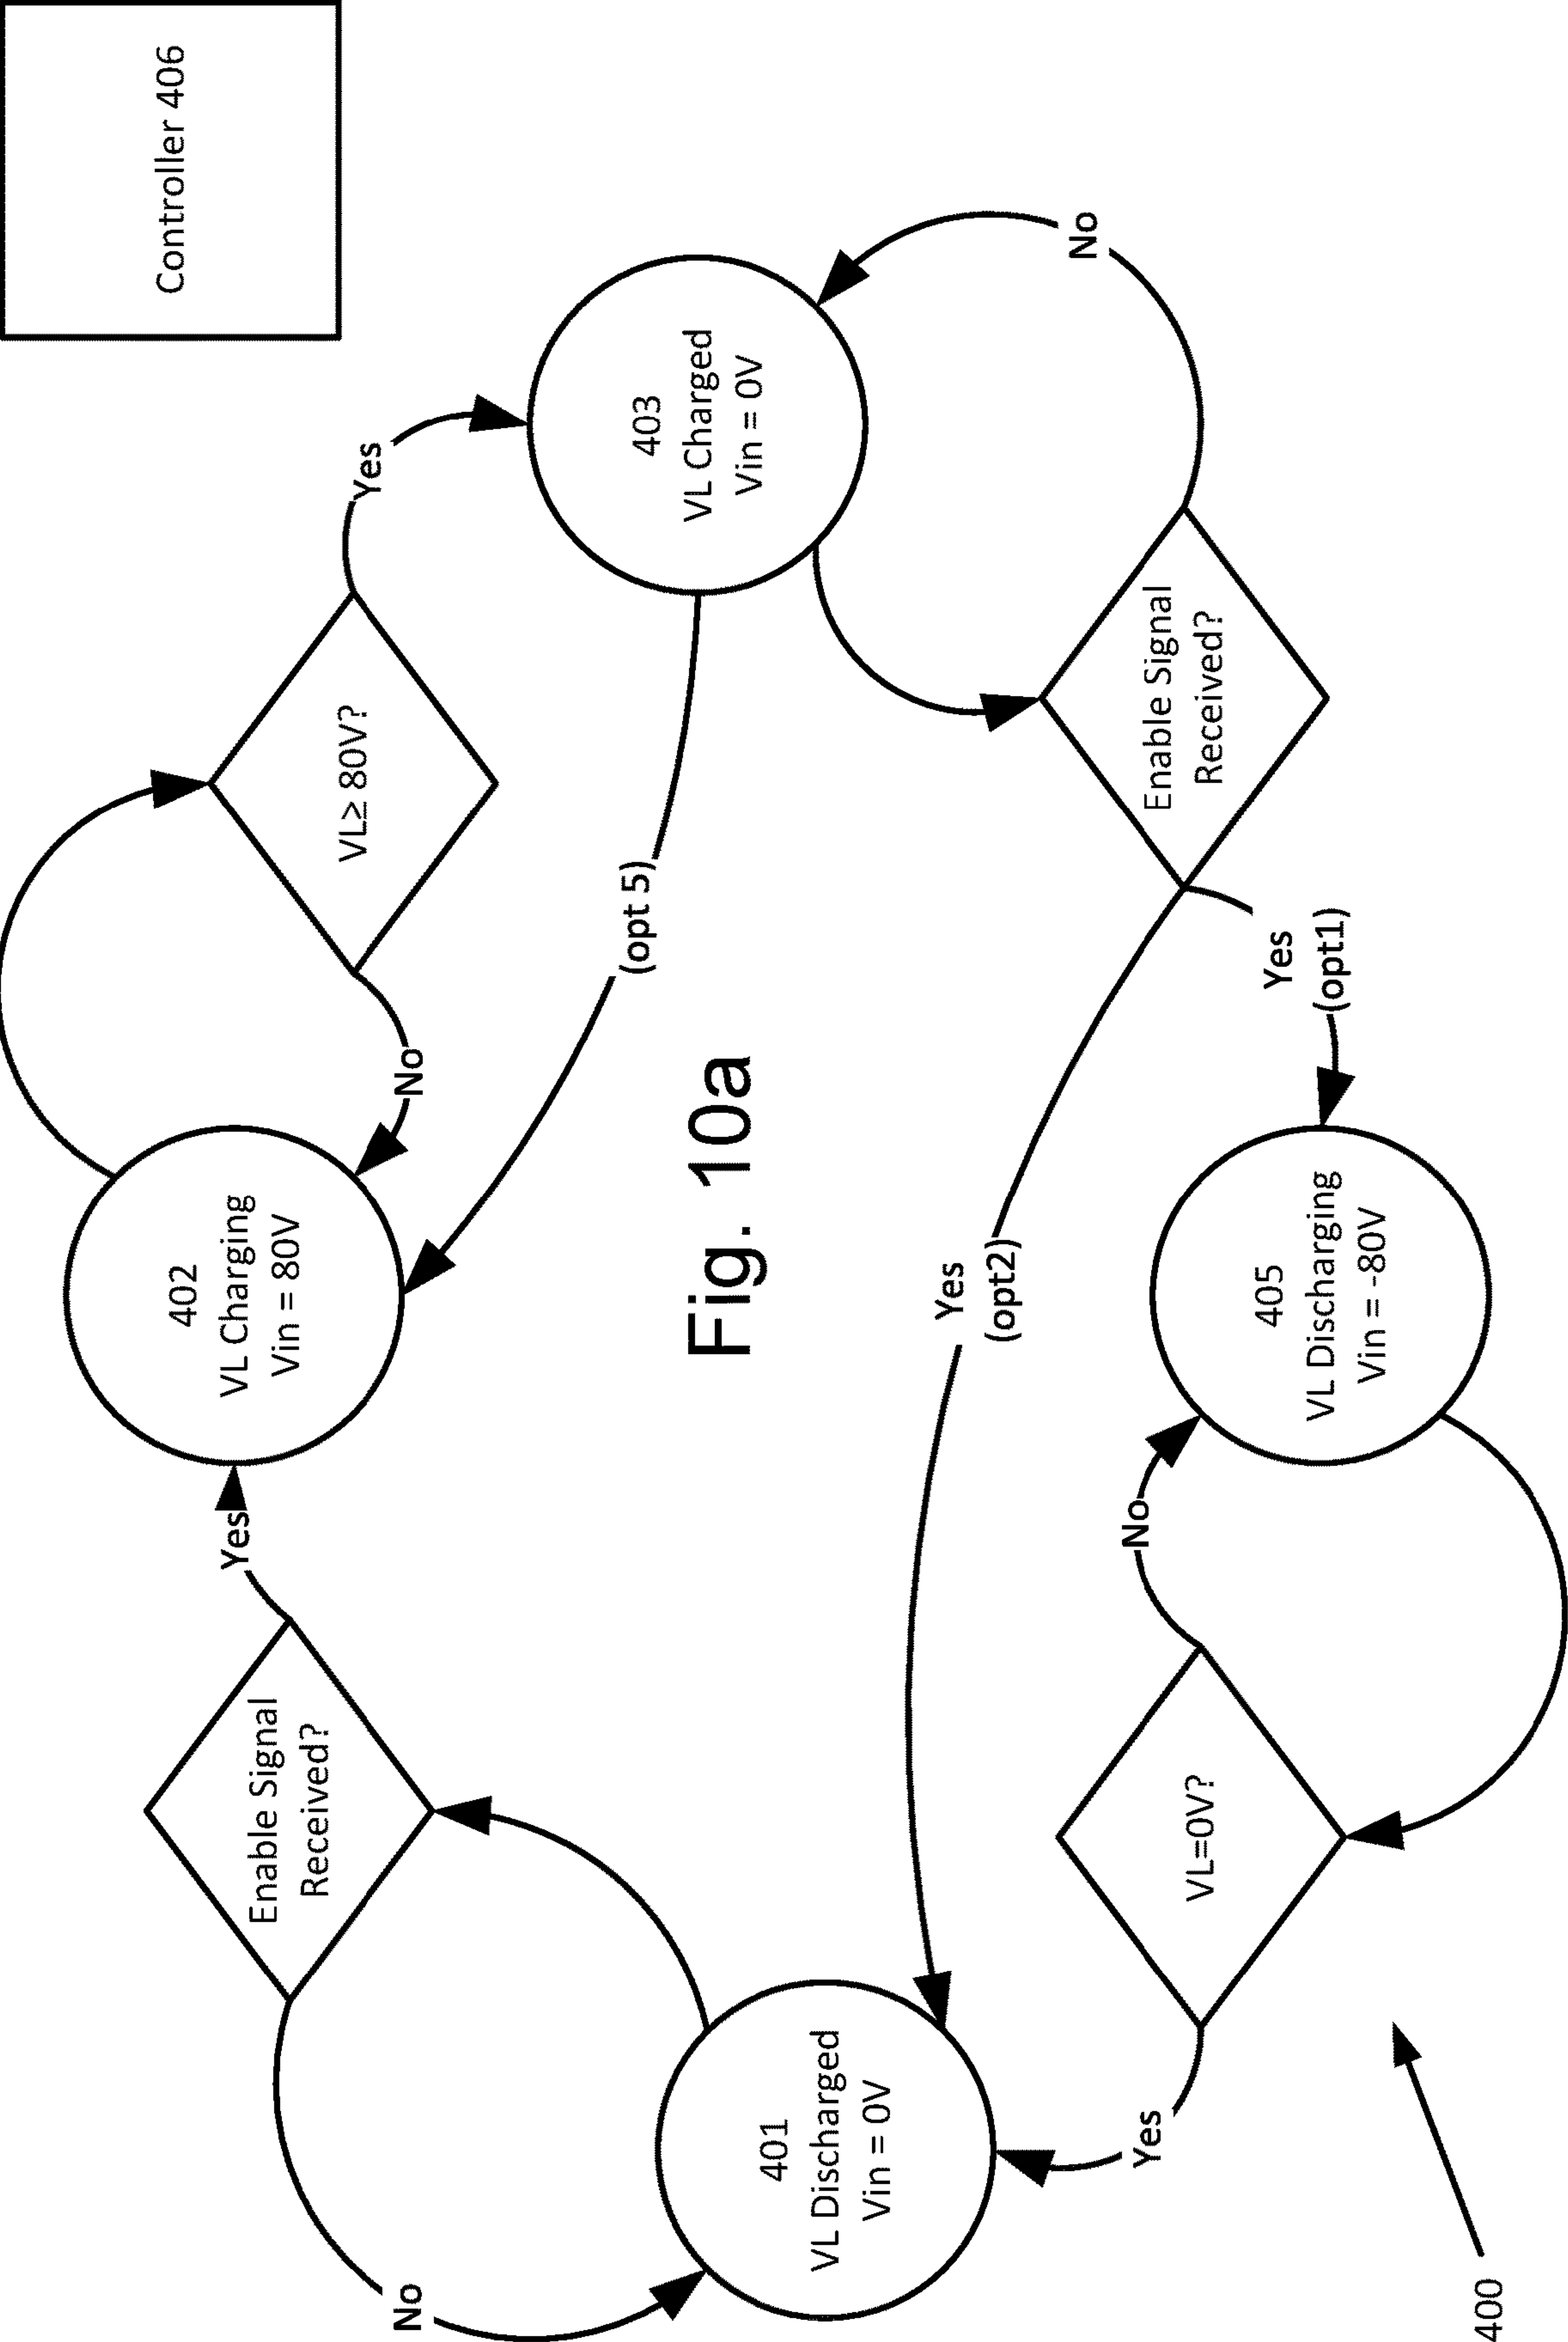 Controller 406
Yes
402
VL Charging
Vin = 80V
No
VL≥ 80V?
Yes
Enable Signal
Received?
No
(opt 5)
403
VL Charged
Vin = 0V
Fig. 10a
401
VL Discharged
Vin = 0V
Yes
(opt2)
Enable Signal
Received?
No
Yes
(opt1)
No
405
VL Discharging
Vin = -80V
VL=0V?
Yes
400